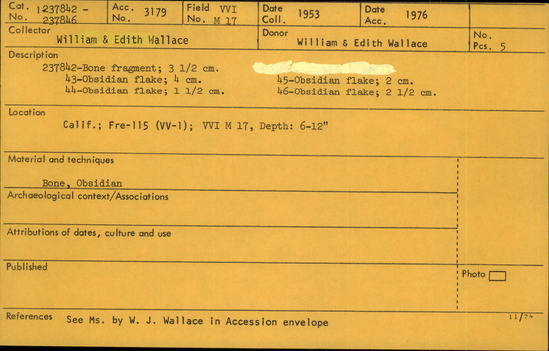 Cat. 1-237842 - Acc. 3179 Field VVI Date 1953 Date 1976
No. 237846 No. No. M 17 Coll. Acc.
Collector William & Edith Wallace Donor William & Edith Wallace No. Pcs. 5
Description
237842-Bone fragment; 3 1/2 cm.
43-Obsidian flake; 4 cm. 45-Obsidian flake; 2 cm.
44-Obsidian flake; 1 1/2 cm. 46-Obsidian flake; 2 1/2 cm.
Location
Calif.; Fre-115 (VV-1); VVI M 17, Depth: 6-12"
Material and techniques
Bone, Obsidian
Archaeological context/Associations
Attributions of dates, culture and use
Published Photo
References See Ms. by W. J. Wallace in Accession envelope 11/76